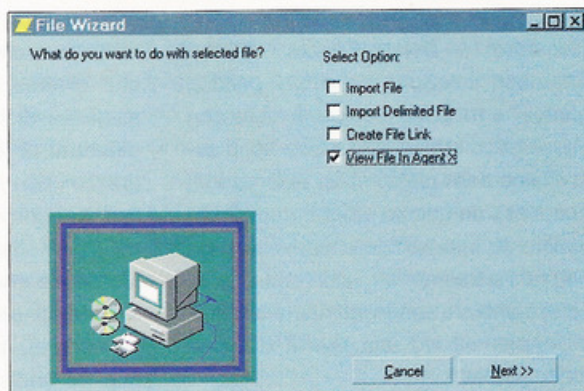 File Wizard
What do you want to do with selected file?
Select Option:
Import File
Import Delimited File
Create File Link
View File In Agent X
Cancel
Next >>